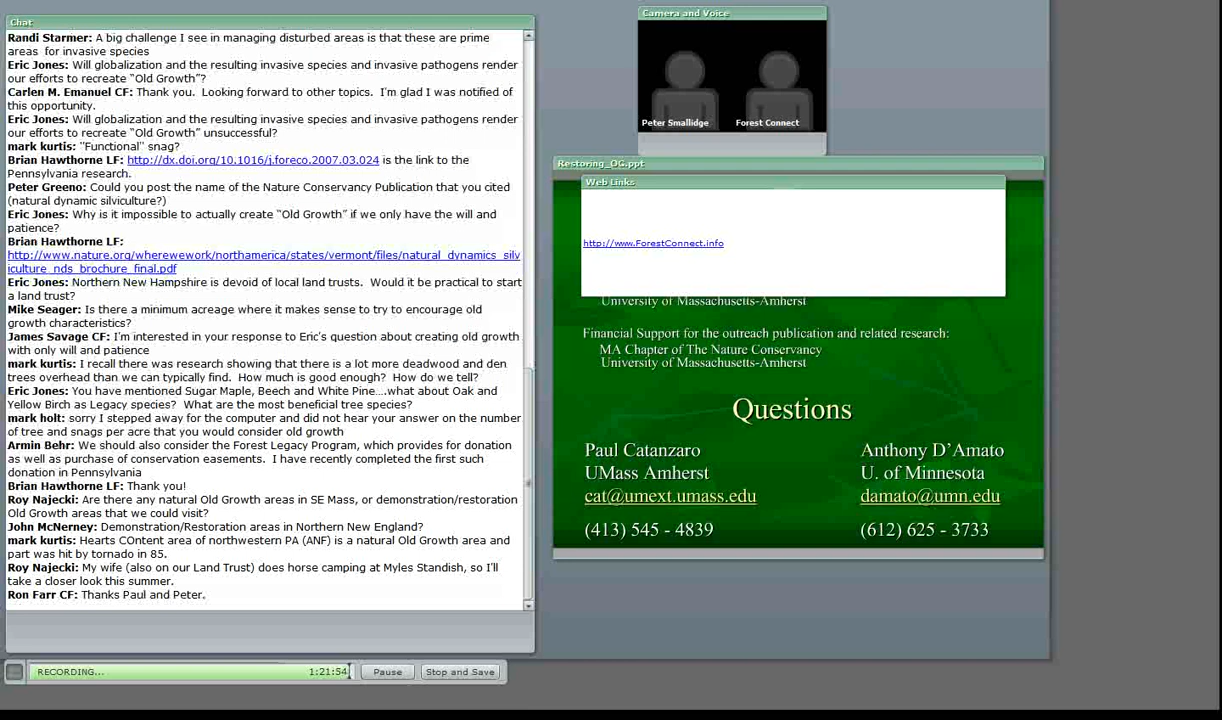 Chat
Randi Starmer: A big challenge I see in managing disturbed areas is that these are prime
areas for invasive species
Eric Jones: Will globalization and the resulting invasive species and invasive pathogens render
our efforts to recreate “Old Growth”?
Carlen M. Emanuel CF: Thank you. Looking forward to other topics. I'm glad I was notified of
this opportunity.
Eric Jones: Will globalization and the resulting invasive species and invasive pathogens render
our efforts to recreate “Old Growth” unsuccessful?
mark kurtis: "Functional" snag?
Brian Hawthorne LF: http://dx.doi.org/10.1016/j.foreco.2007.03.024 is the link to the
Pennsylvania research.
Peter Greeno: Could you post the name of the Nature Conservancy Publication that you cited
(natural dynamic silviculture?)
Eric Jones: Why is it impossible to actually create “Old Growth” if we only have the will and
patience?
Brian Hawthorne LF:
http://www.nature.org/wherewework/northamerica/states/vermont/files/natural_dynamics_silv
iculture_nds_brochure_final.pdf
Eric Jones: Northern New Hampshire is devoid of local land trusts. Would it be practical to start
a land trust?
Mike Seager: Is there a minimum acreage where it makes sense to try to encourage old
growth characteristics?
James Savage CF: I'm interested in your response to Eric's question about creating old growth
with only will and patience
mark kurtis: I recall there was research showing that there is a lot more deadwood and den
trees overhead than we can typically find. How much is good enough? How do we tell?
Eric Jones: You have mentioned Sugar Maple, Beech and White Pine....what about Oak and
Yellow Birch as Legacy species? What are the most beneficial tree species?
mark holt: sorry I stepped away for the computer and did not hear your answer on the number
of tree and snags per acre that you would consider old growth
Armin Behr: We should also consider the Forest Legacy Program, which provides for donation
as well as purchase of conservation easements. I have recently completed the first such
donation in Pennsylvania
Brian Hawthorne LF: Thank you!
Roy Najecki: Are there any natural Old Growth areas in SE Mass, or demonstration/restoration
Old Growth areas that we could visit?
John McNerney: Demonstration/Restoration areas in Northern New England?
mark kurtis: Hearts COntent area of northwestern PA (ANF) is a natural Old Growth area and
part was hit by tornado in 85.
Roy Najecki: My wife (also on our Land Trust) does horse camping at Myles Standish, so I'll
take a closer look this summer.
Ron Farr CF: Thanks Paul and Peter.
RECORDING...
1:21:54
Pause
Stop and Save
Camera and Voice
Peter Smallidge
Forest Connect
Restoring_OG.ppt
Web Links
http://www.ForestConnect.info
University of Massachusetts-Amherst
Financial Support for the outreach publication and related research:
MA Chapter of The Nature Conservancy
University of Massachusetts-Amherst
Questions
Paul Catanzaro
UMass Amherst
cat@umext.umass.edu
(413) 545 - 4839
Anthony D'Amato
U. of Minnesota
damato@umn.edu
(612) 625 - 3733